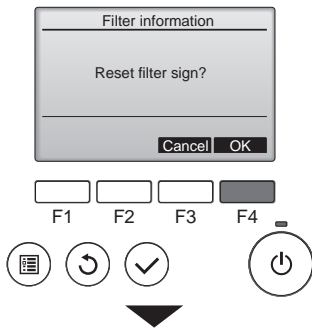 Filter information
Reset filter sign?
Cancel OK
F1 F2 F3 F4